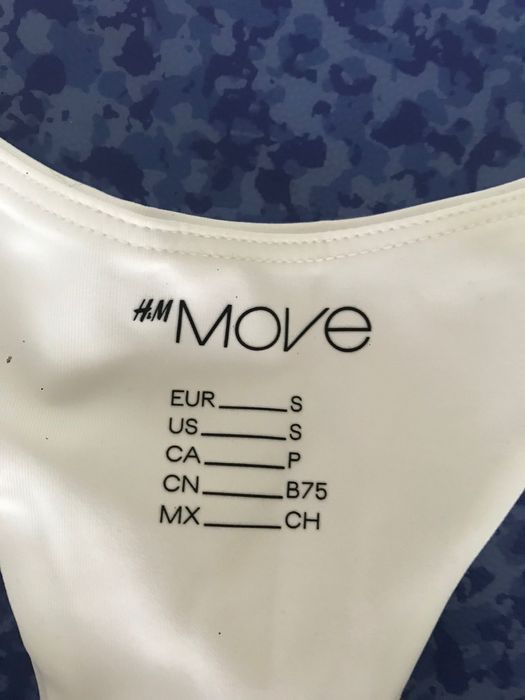 H&M MOVE
EUR S
US S
CA P
CN B75
MX CH